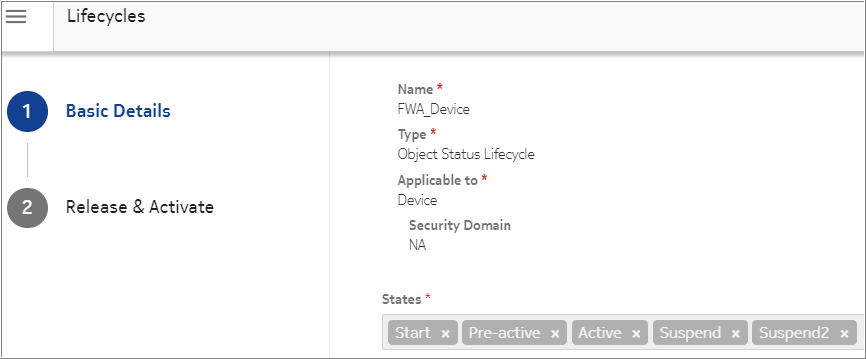 Lifecycles
1 Basic Details
2 Release & Activate
Name *
FWA_Device
Type *
Object Status Lifecycle
Applicable to *
Device
Security Domain
NA
States *
Start × Pre-active × Active × Suspend × Suspend2 ×